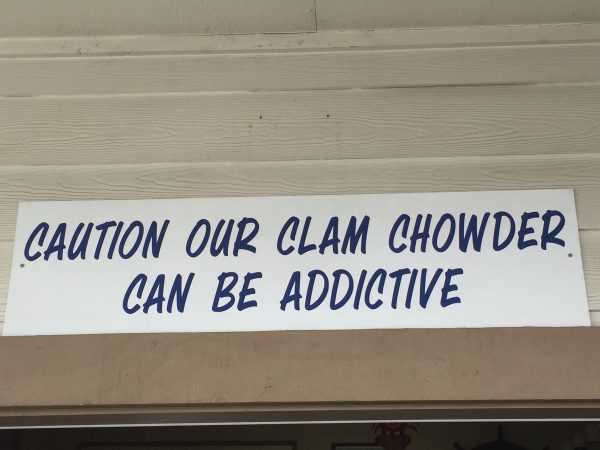 CAUTION OUR CLAM CHOWDER
CAN BE ADDICTIVE